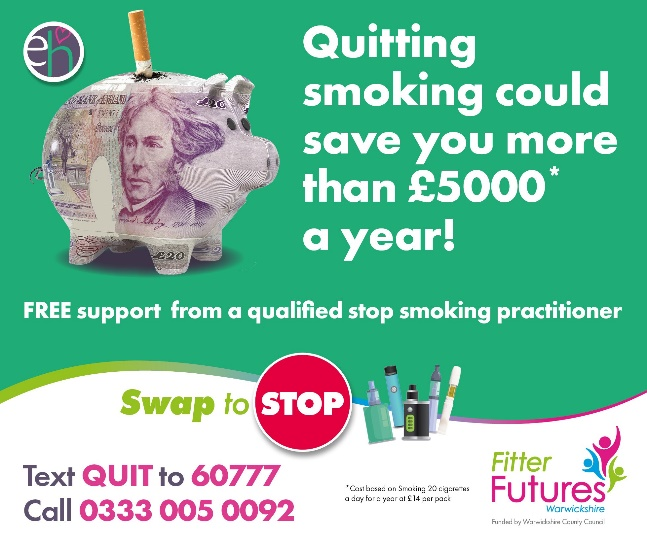 eh
£20
Quitting
smoking could
save you more
than £5000*
a year!
£20
FREE support from a qualified stop smoking practitioner
Swap to STOP
Text QUIT to 60777
Call 0333 005 0092
*Cost based on Smoking 20 cigarettes
a day for a year at £14 per pack
Fitter
Futures
Warwickshire
Funded by Warwickshire County Council